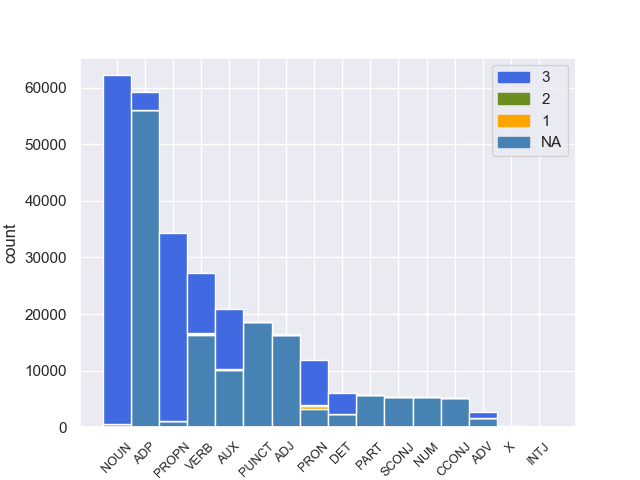 3
2
1
NA
60000
50000
40000
30000
20000
10000
0
count
NOUN
ADP
PROPN
VERB
AUX
PUNCT
ADJ
PRON
DET
PART
SCONJ
NUM
CCONJ
ADV
X
INTJ